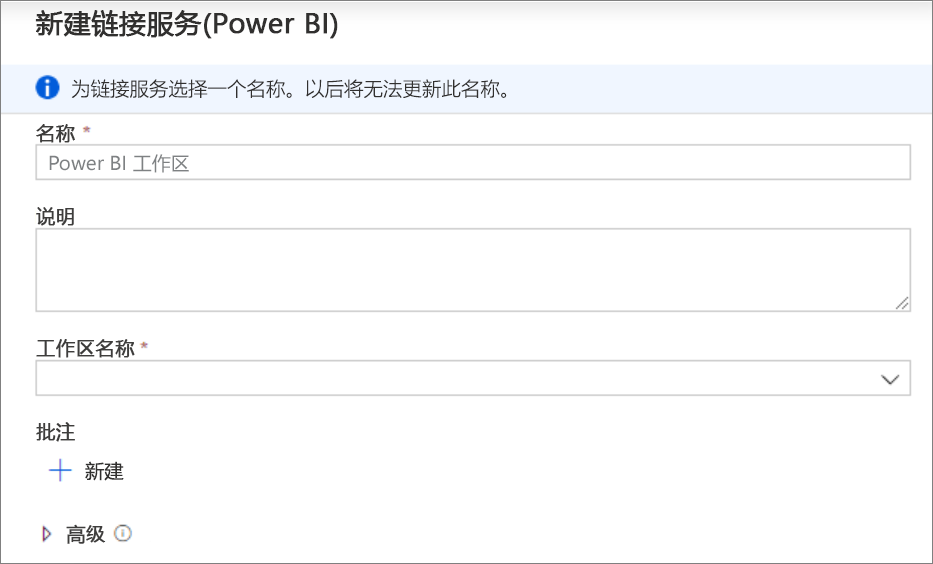 新建链接服务(Power BI)
为链接服务选择一个名称。以后将无法更新此名称。
名称 *
Power BI 工作区
说明
工作区名称 *
批注
新建
高级